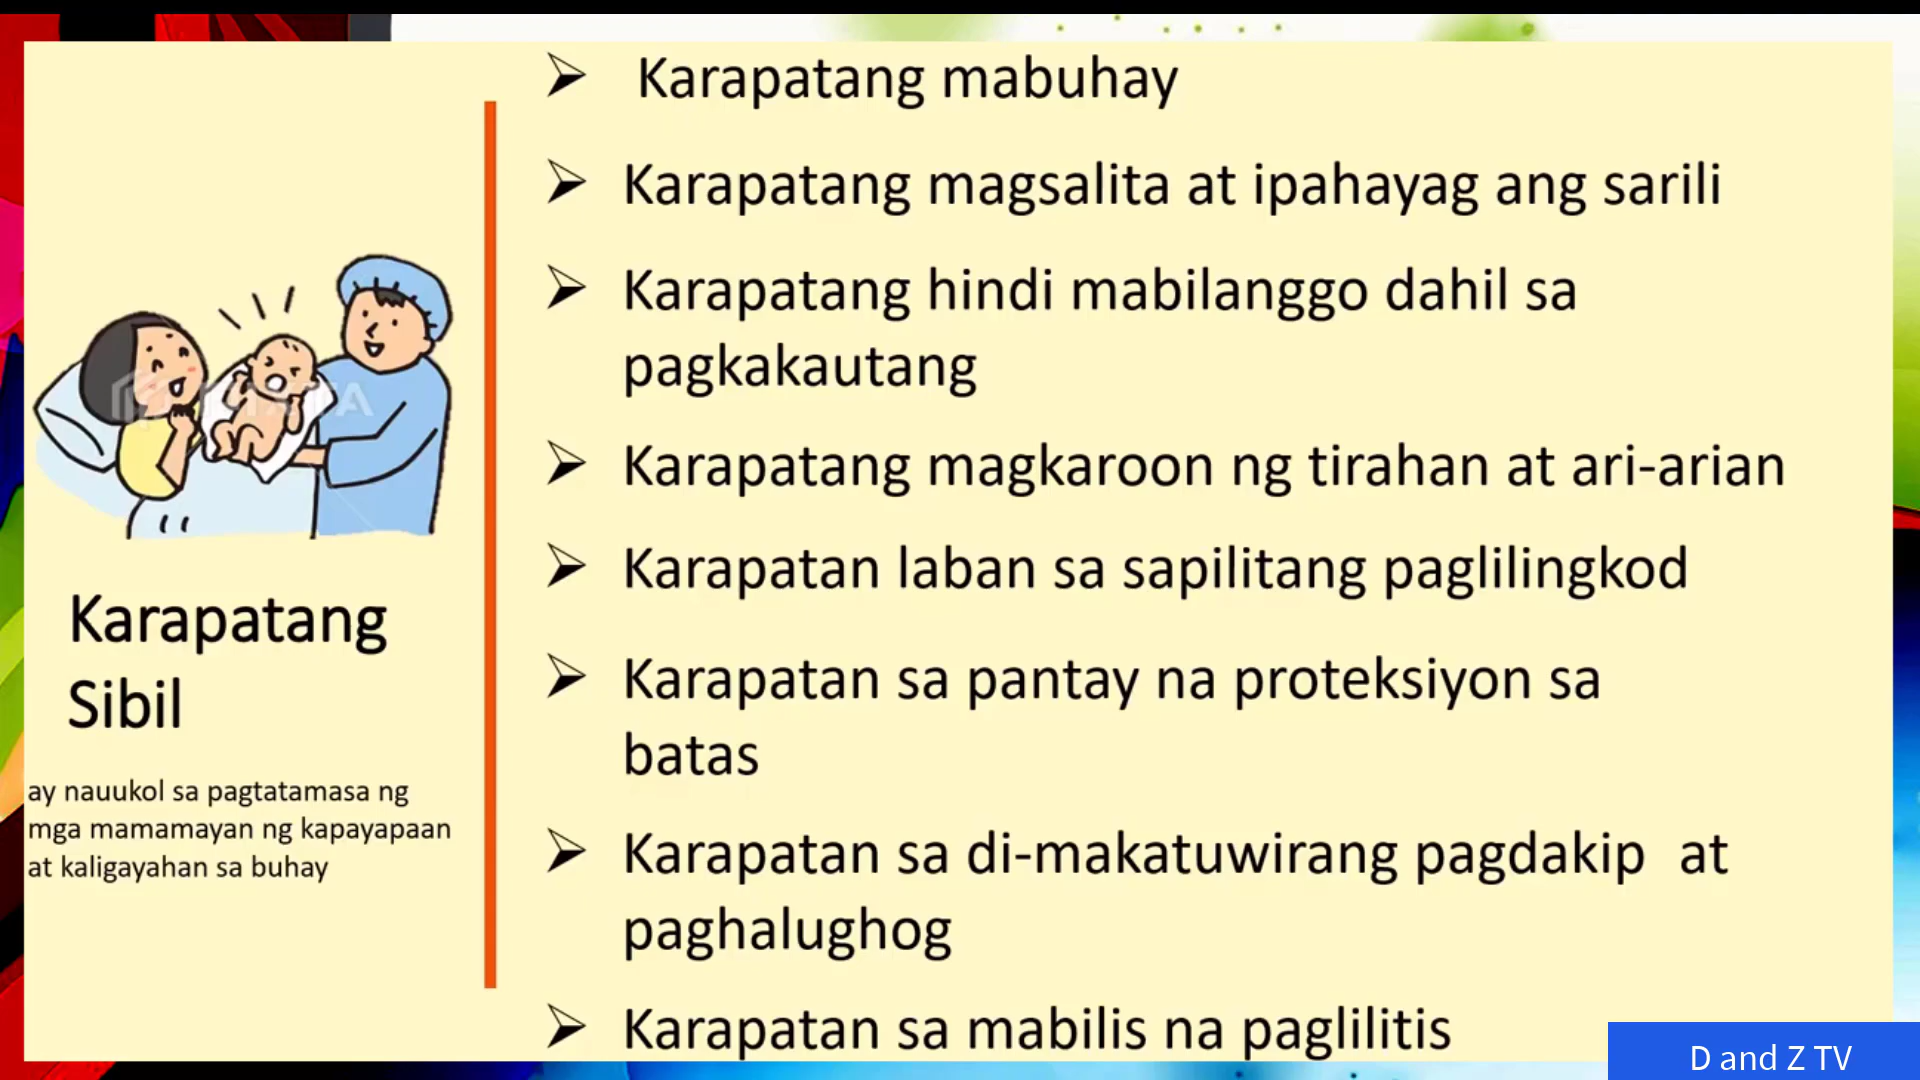 Karapatang mabuhay
Karapatang magsalita at ipahayag ang sarili
Karapatang hindi mabilanggo dahil sa
pagkakautang
Karapatang magkaroon ng tirahan at ari-arian
Karapatan laban sa sapilitang paglilingkod
Karapatan sa pantay na proteksiyon sa
batas
Karapatan sa di-makatuwirang pagdakip at
paghalughog
Karapatan sa mabilis na paglilitis
Karapatang
Sibil
ay nauukol sa pagtatamasa ng
mga mamamayan ng kapayapaan
at kaligayahan sa buhay
D and Z TV